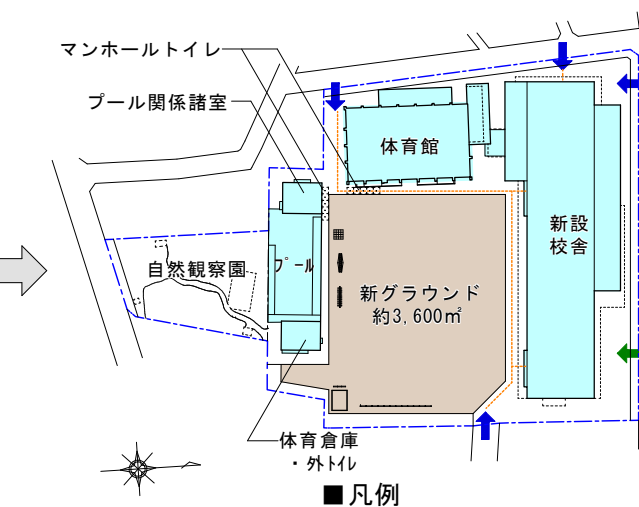 マンホールトイレ
プール関係諸室
体育館
新設
校舎
自然観察園
プール
新グラウンド
約3,600㎡
体育倉庫
・外トイレ
■凡例